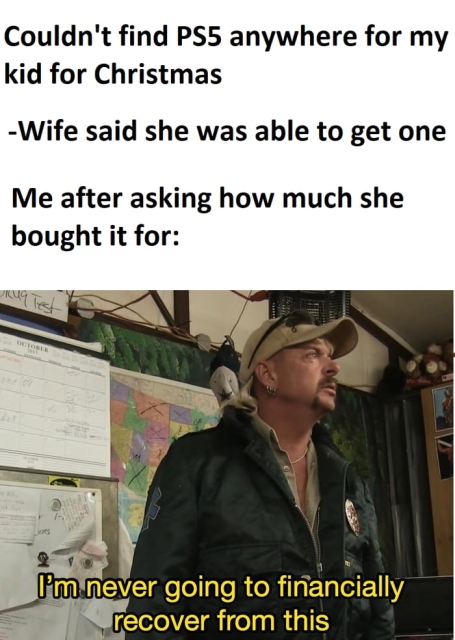 Couldn't find PS5 anywhere for my
kid for Christmas
-Wife said she was able to get one
Me after asking how much she
bought it for:
OCTOBER
I'm never going to financially
recover from this